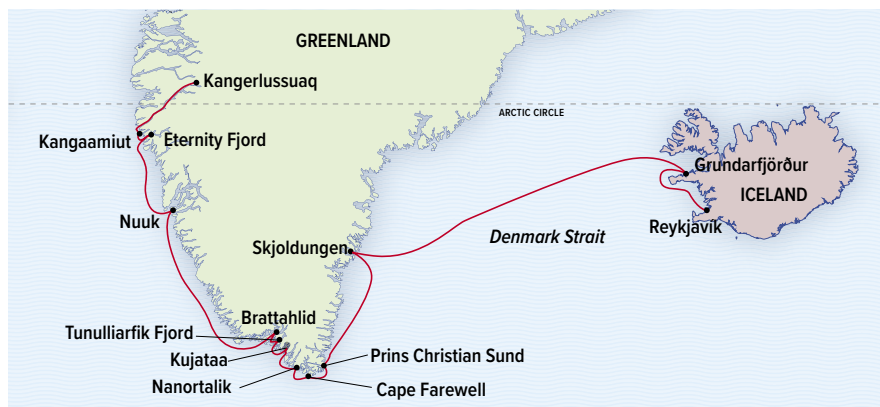 GREENLAND
Kangerlussuaq
ARCTIC CIRCLE
Kangaamiut
Eternity Fjord
Grundarfjörður
ICELAND
Nuuk
Reykjavík
Skjoldungen
Denmark Strait
Brattahlid
Tunulliarfik Fjord
Kujataa
Prins Christian Sund
Nanortalik
Cape Farewell